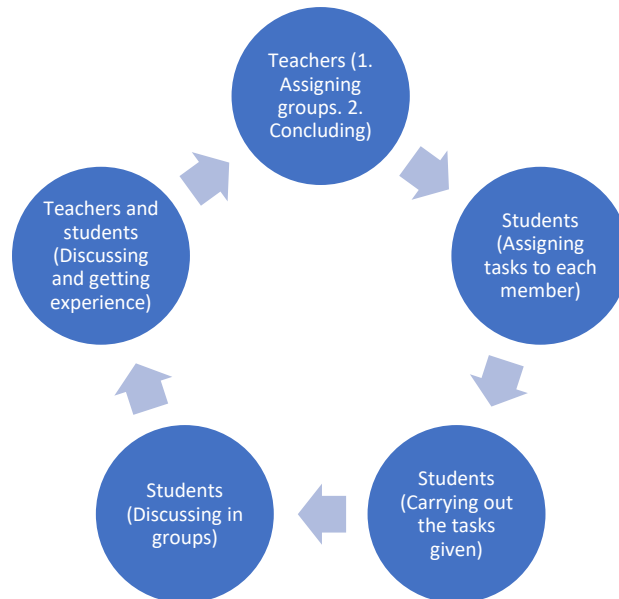 Teachers (1.
Assigning
groups. 2.
Concluding)
Students
(Assigning
tasks to each
member)
Students
(Carrying out
the tasks
given)
Students
(Discussing in
groups)
Teachers and
students
(Discussing
and getting
experience)